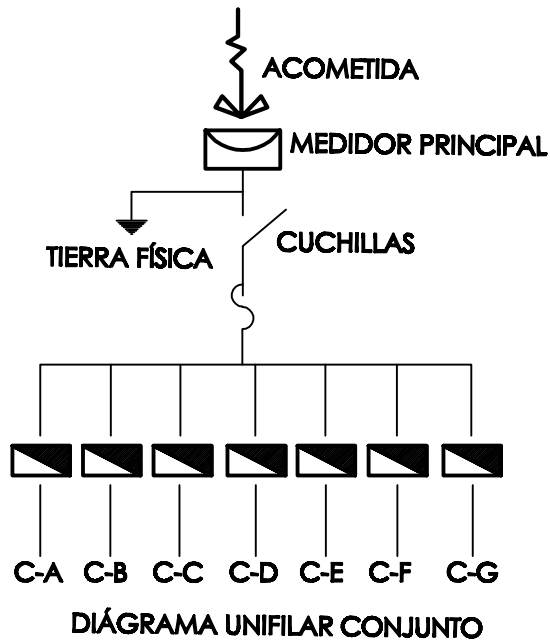 ACOMETIDA
MEDIDOR PRINCIPAL
TIERRA FÍSICA
CUCHILLAS
C-A C-B C-C C-D C-E C-F C-G
DIÁGRAMA UNIFILAR CONJUNTO